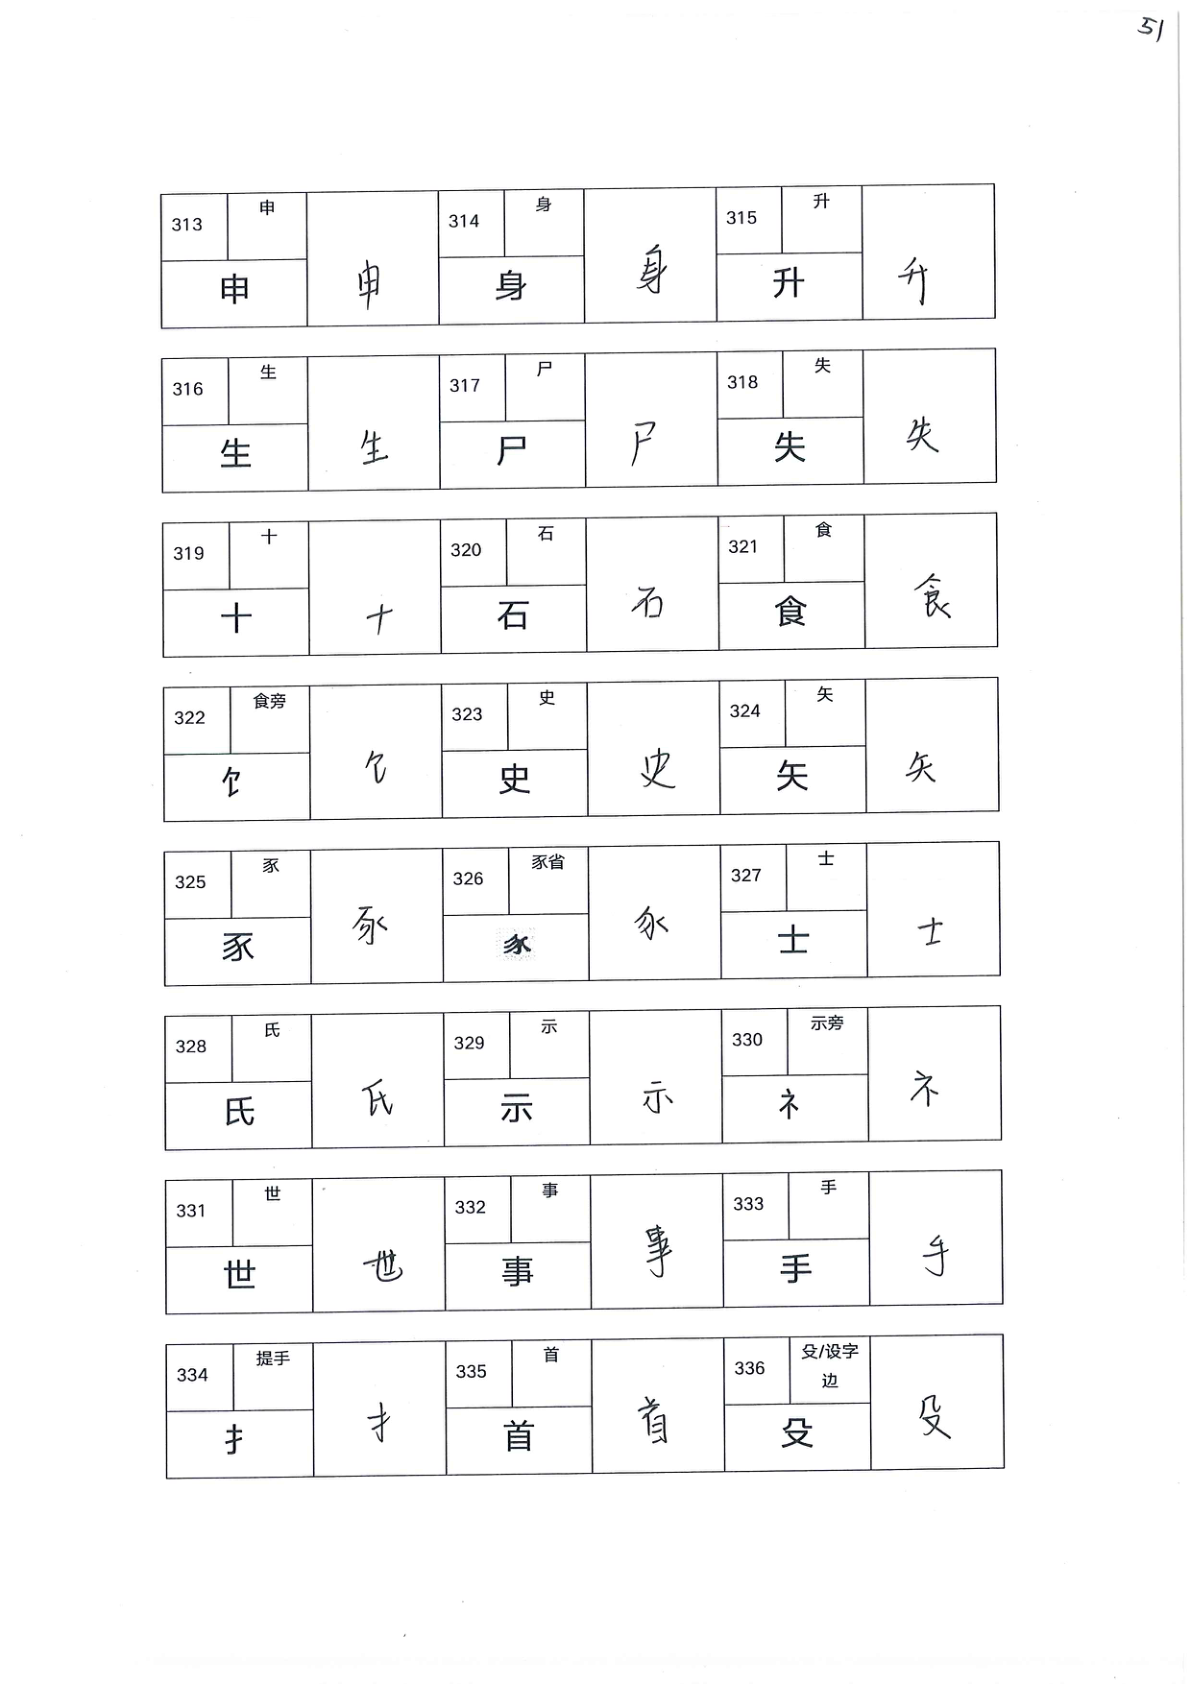 51
313 申 申 314 身 身 315 升 升
申 身 升
316 生 生 317 尸 尸 318 失 失
生 尸 失
319 十 十 320 石 石 321 食 食
十 石 食
322 食旁 饣 323 史 史 324 矢 矢
饣 史 矢
325 豕 豕 326 豕省 𧰨 327 士 士
豕 𧰨 士
328 氏 氏 329 示 示 330 示旁 礻
氏 示 礻
331 世 世 332 事 事 333 手 手
世 事 手
334 提手 扌 335 首 首 336 殳/设字边 殳
扌 首 殳